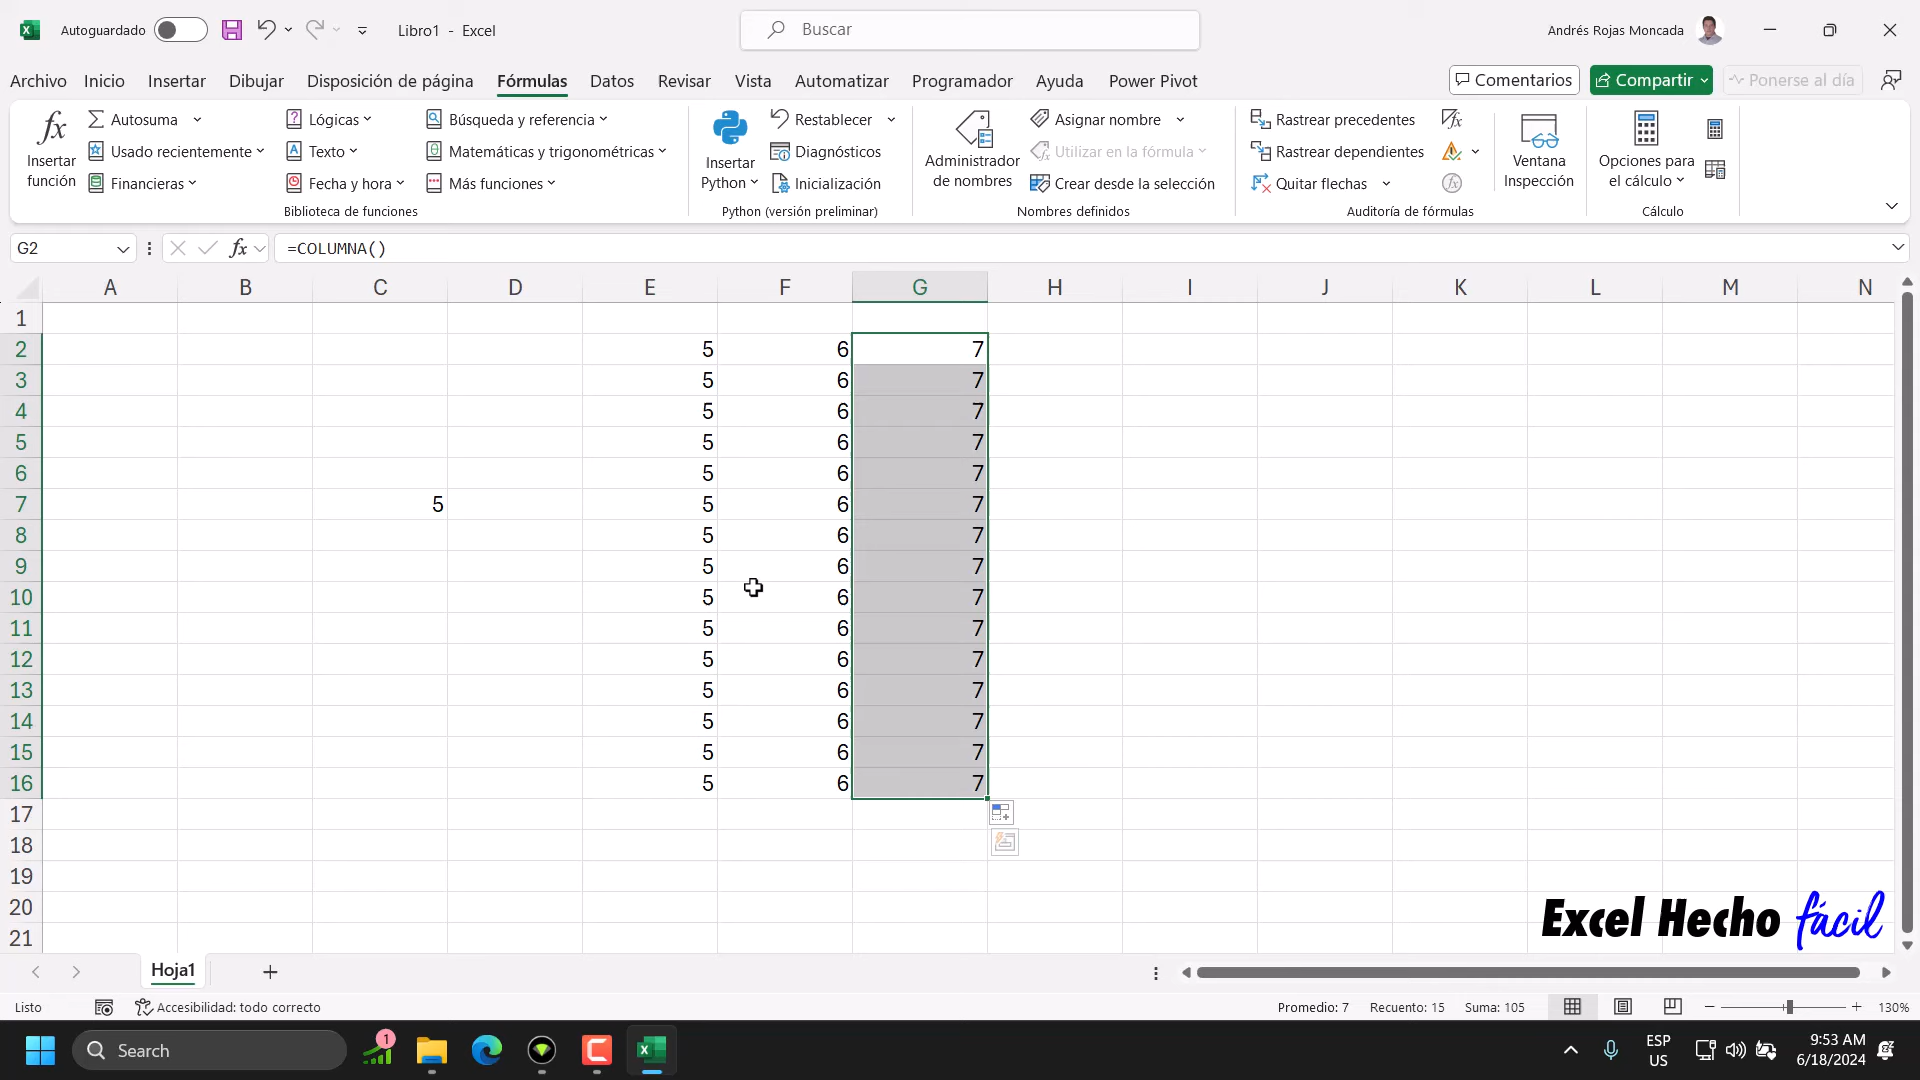 Autoguardado
Libro1 - Excel
Buscar
Andrés Rojas Moncada
Archivo Inicio Insertar Dibujar Disposición de página Fórmulas Datos Revisar Vista Automatizar Programador Ayuda Power Pivot
Comentarios Compartir Ponerse al día
fx Autosuma Lógicas Búsqueda y referencia Restablecer Asignar nombre Rastrear precedentes
Insertar función
Usado recientemente Texto Matemáticas y trigonométricas
Financieras Fecha y hora Más funciones
Biblioteca de funciones
Insertar Python
Diagnósticos
Inicialización
Python (versión preliminar)
Administrador de nombres
Utilizar en la fórmula
Crear desde la selección
Nombres definidos
Rastrear dependientes
Quitar flechas
Auditoría de fórmulas
Ventana Inspección
Opciones para el cálculo
Cálculo
G2 fx =COLUMNA()
A B C D E F G H I J K L M N
1
2 5 6 7
3 5 6 7
4 5 6 7
5 5 6 7
6 5 6 7
7 5 5 6 7
8 5 6 7
9 5 6 7
10 5 6 7
11 5 6 7
12 5 6 7
13 5 6 7
14 5 6 7
15 5 6 7
16 5 6 7
17
18
19
20
21
Excel Hecho fácil
Hoja1
Listo Accesibilidad: todo correcto Promedio: 7 Recuento: 15 Suma: 105 130%
Search
1
ESP
US
9:53 AM
6/18/2024